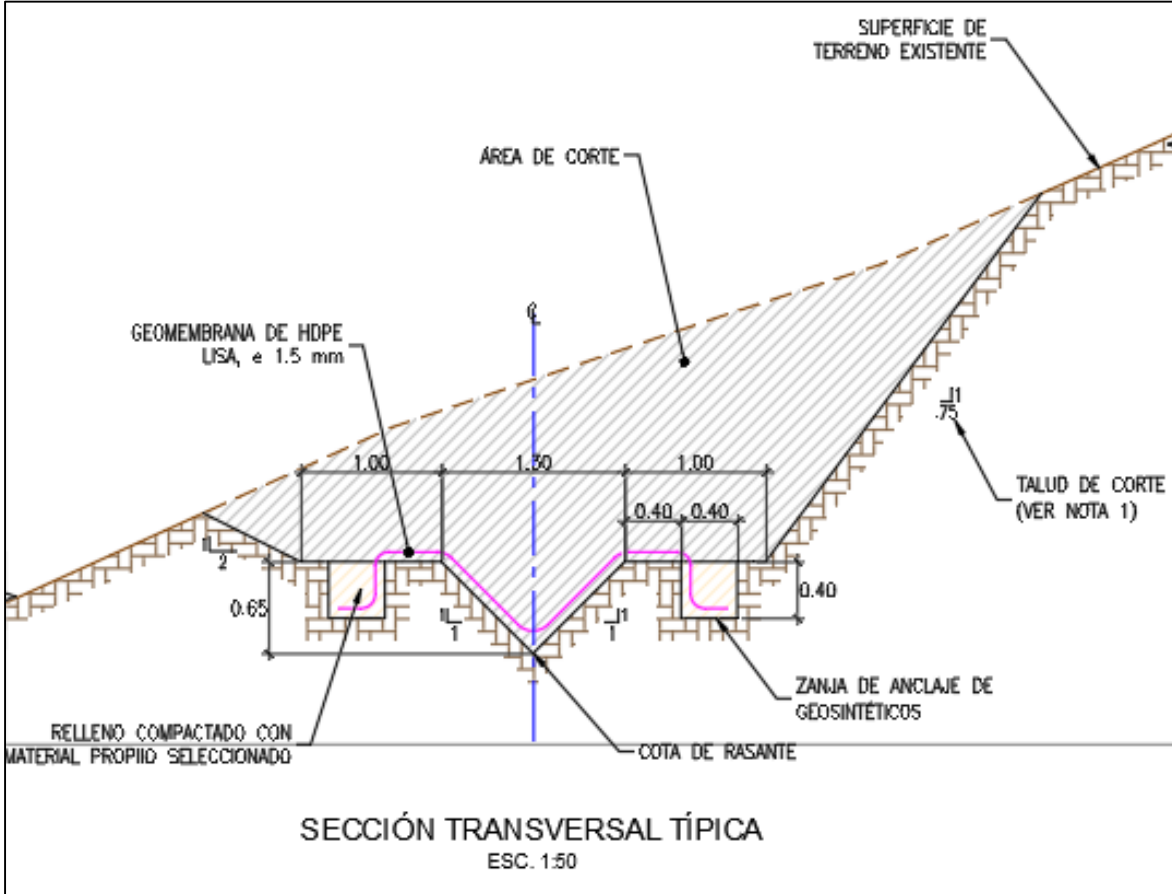 SUPERFICIE DE
TERRENO EXISTENTE
ÁREA DE CORTE
GEOMEMBRANA DE HDPE
LISA, e 1.5 mm
1.00
1.30
1.00
0.40
0.40
1
.75
TALUD DE CORTE
(VER NOTA 1)
1
2
0.65
1
1
1
1
0.40
ZANJA DE ANCLAJE DE
GEOSINTÉTICOS
RELLENO COMPACTADO CON
MATERIAL PROPIIO SELECCIONADO
COTA DE RASANTE
SECCIÓN TRANSVERSAL TÍPICA
ESC. 1:50